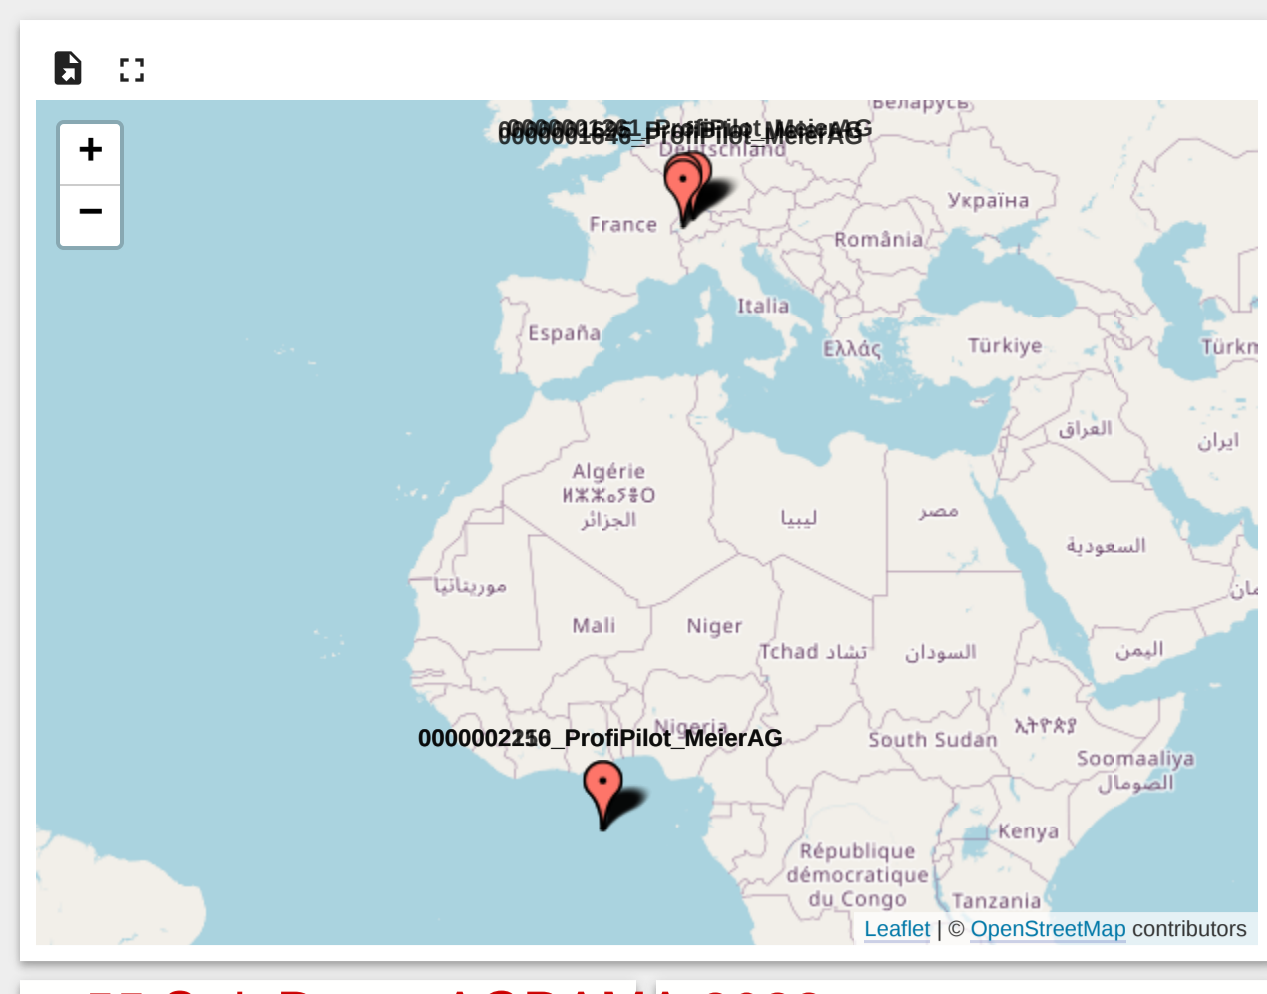 +
−
Беларусь
Deutschland
Україна
France
România
Italia
España
Ελλάς
Türkiye
العراق
ایران
Algérie
ⵍⵣⵣⴰⵢⴻⵔ
الجزائر
ليبيا
مصر
السعودية
موريتانيا
Mali
Niger
Tchad تشاد
السودان
اليمن
Nigeria
_ProfiPilot_MeierAG
South Sudan
ኢትዮጵያ
Soomaaliya
الصومال
Kenya
République
démocratique
du Congo
Tanzania
Leaflet | © OpenStreetMap contributors